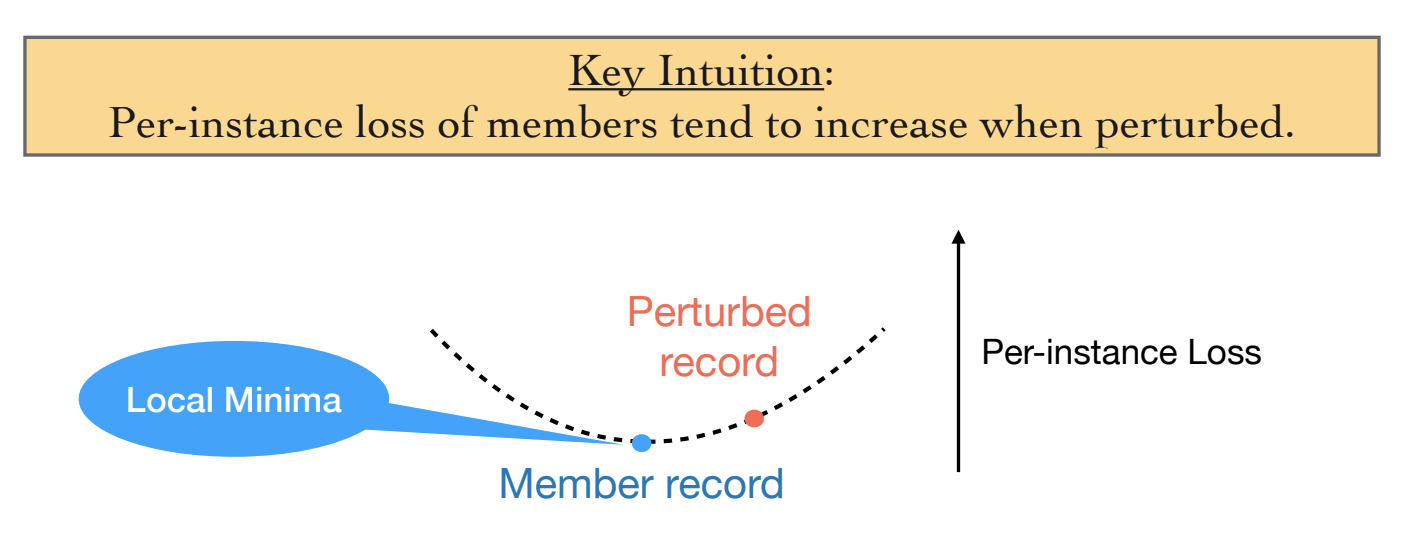 Key Intuition:
Per-instance loss of members tend to increase when perturbed.
Perturbed
record
Per-instance Loss
Local Minima
Member record